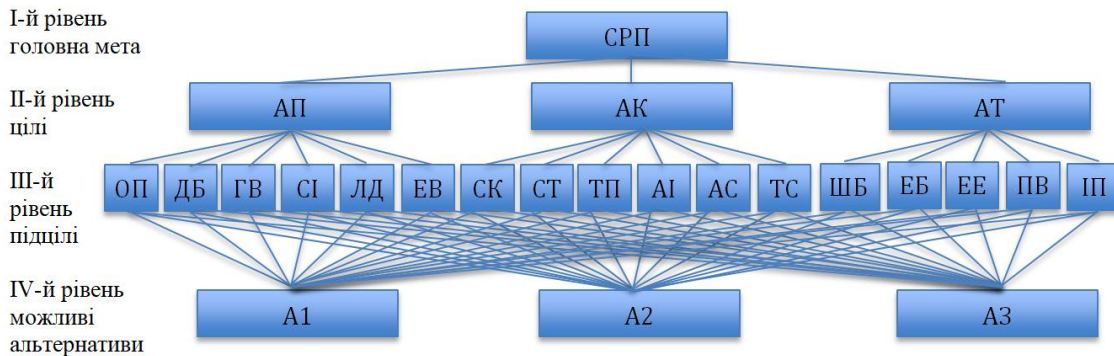 І-й рівень
головна мета
СРП
ІІ-й рівень
цілі
АП АК АТ
ІІІ-й
рівень
підцілі
ОП ДБ ГВ СІ ЛД ЕВ СК СТ ТП АІ АС ТС ШБ ЕБ ЕЕ ПВ ІП
IV-й рівень
можливі
альтернативи
А1 А2 А3